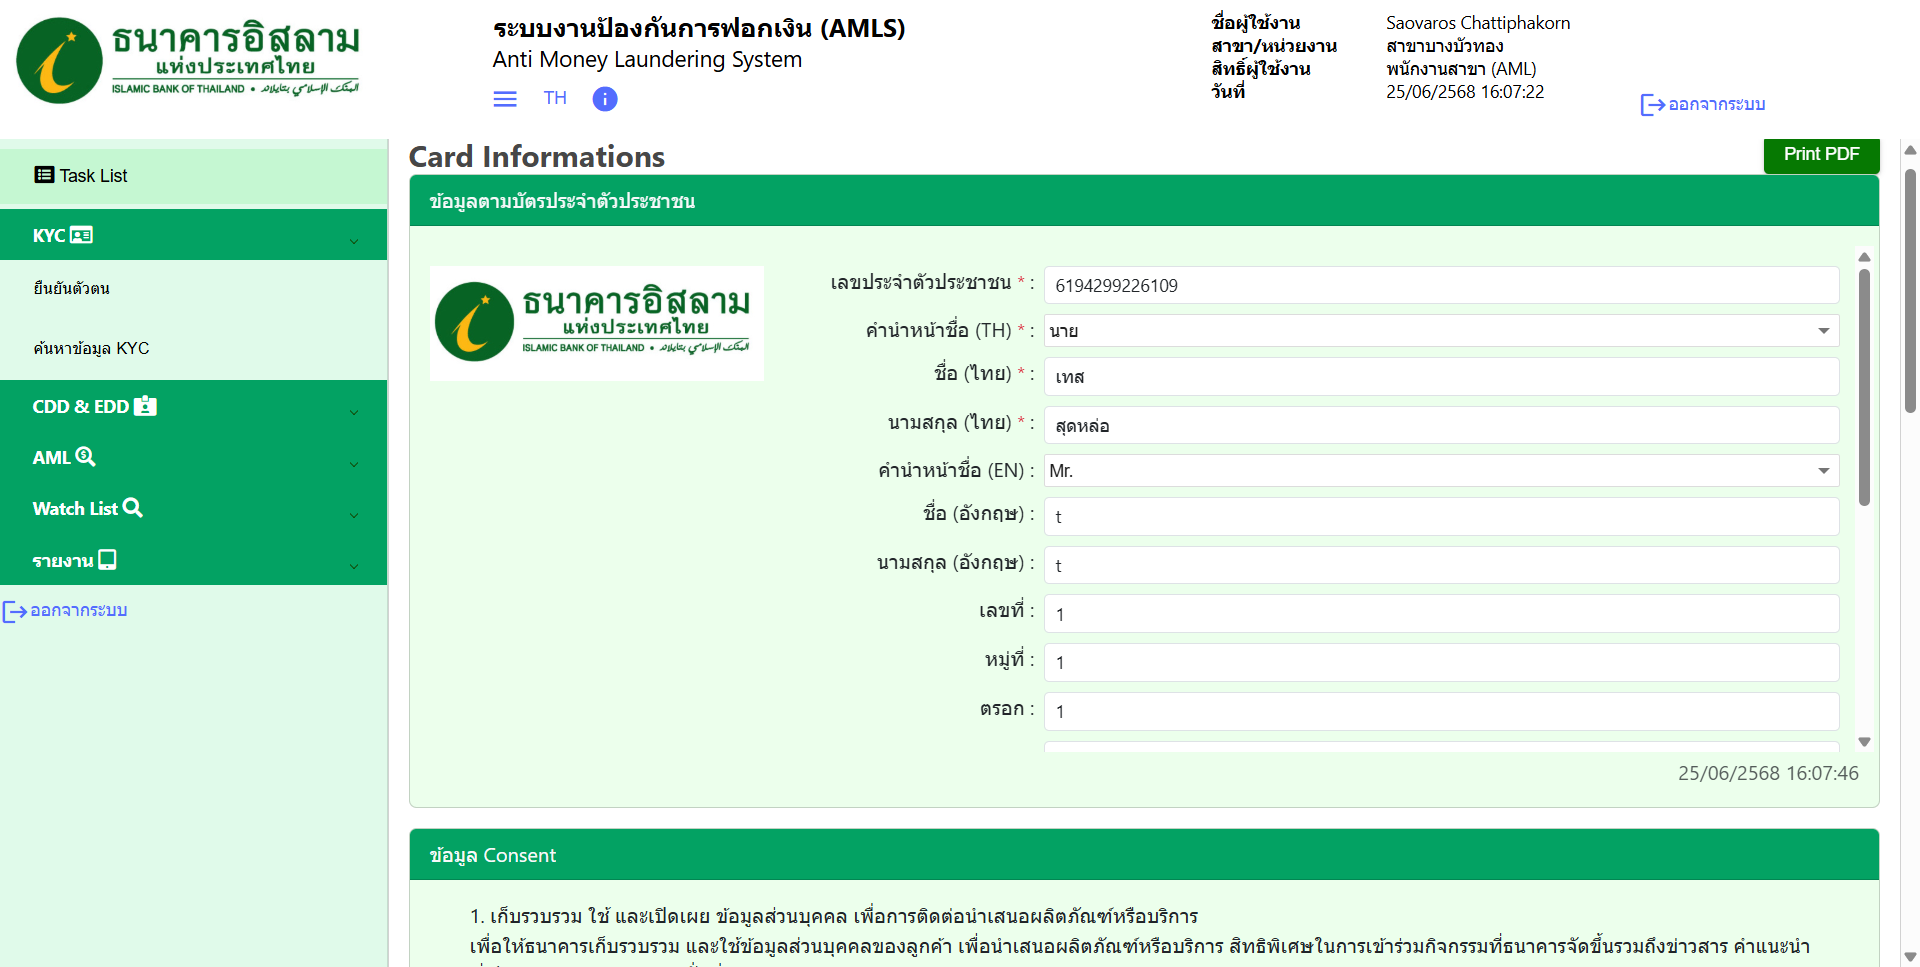 ธนาคารอิสลาม
แห่งประเทศไทย
ISLAMIC BANK OF THAILAND •
ระบบงานป้องกันการฟอกเงิน (AMLS)
Anti Money Laundering System
TH
ชื่อผู้ใช้งาน Saovaros Chattiphakorn
สาขา/หน่วยงาน สาขาบางบัวทอง
สิทธิ์ผู้ใช้งาน พนักงานสาขา (AML)
วันที่ 25/06/2568 16:07:22
ออกจากระบบ
Task List
KYC
ยืนยันตัวตน
ค้นหาข้อมูล KYC
CDD & EDD
AML
Watch List
รายงาน
ออกจากระบบ
Card Informations
Print PDF
ข้อมูลตามบัตรประจำตัวประชาชน
ธนาคารอิสลาม
แห่งประเทศไทย
ISLAMIC BANK OF THAILAND •
เลขประจำตัวประชาชน * : 6194299226109
คำนำหน้าชื่อ (TH) * : นาย
ชื่อ (ไทย) * : เทส
นามสกุล (ไทย) * : สุดหล่อ
คำนำหน้าชื่อ (EN) : Mr.
ชื่อ (อังกฤษ) : t
นามสกุล (อังกฤษ) : t
เลขที่ : 1
หมู่ที่ : 1
ตรอก : 1
25/06/2568 16:07:46
ข้อมูล Consent
1. เก็บรวบรวม ใช้ และเปิดเผย ข้อมูลส่วนบุคคล เพื่อการติดต่อนำเสนอผลิตภัณฑ์หรือบริการ
เพื่อให้ธนาคารเก็บรวบรวม และใช้ข้อมูลส่วนบุคคลของลูกค้า เพื่อนำเสนอผลิตภัณฑ์หรือบริการ สิทธิพิเศษในการเข้าร่วมกิจกรรมที่ธนาคารจัดขึ้นรวมถึงข่าวสาร คำแนะนำ